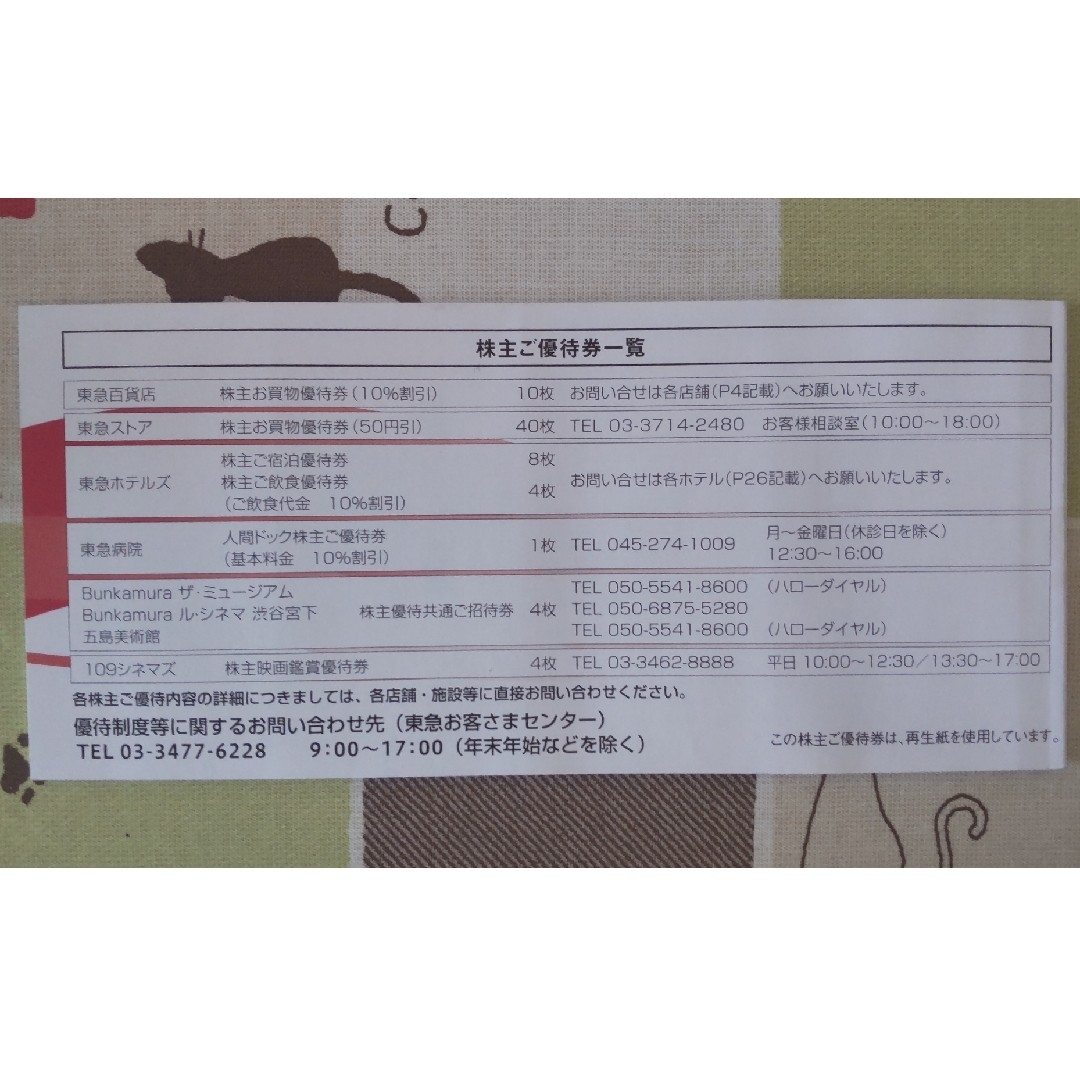 株主ご優待券一覧
東急百貨店 株主お買物優待券(10%割引) 10枚 お問い合せは各店舗(P4記載)へお願いいたします。
東急ストア 株主お買物優待券(50円引) 40枚 TEL 03-3714-2480 お客様相談室(10:00〜18:00)
東急ホテルズ 株主ご宿泊優待券 8枚
株主ご飲食優待券 4枚 お問い合せは各ホテル(P26記載)へお願いいたします。
(ご飲食代金 10%割引)
東急病院 人間ドック株主ご優待券 1枚 TEL 045-274-1009 月〜金曜日(休診日を除く)
(基本料金 10%割引) 12:30〜16:00
Bunkamura ザ・ミュージアム TEL 050-5541-8600 (ハローダイヤル)
Bunkamura ル・シネマ 渋谷宮下 株主優待共通ご招待券 4枚 TEL 050-6875-5280
五島美術館 TEL 050-5541-8600 (ハローダイヤル)
109シネマズ 株主映画鑑賞優待券 4枚 TEL 03-3462-8888 平日 10:00〜12:30/13:30〜17:00
各株主ご優待内容の詳細につきましては、各店舗・施設等に直接お問い合わせください。
優待制度等に関するお問い合わせ先(東急お客さまセンター)
TEL 03-3477-6228 9:00〜17:00(年末年始などを除く)
この株主ご優待券は、再生紙を使用しています。